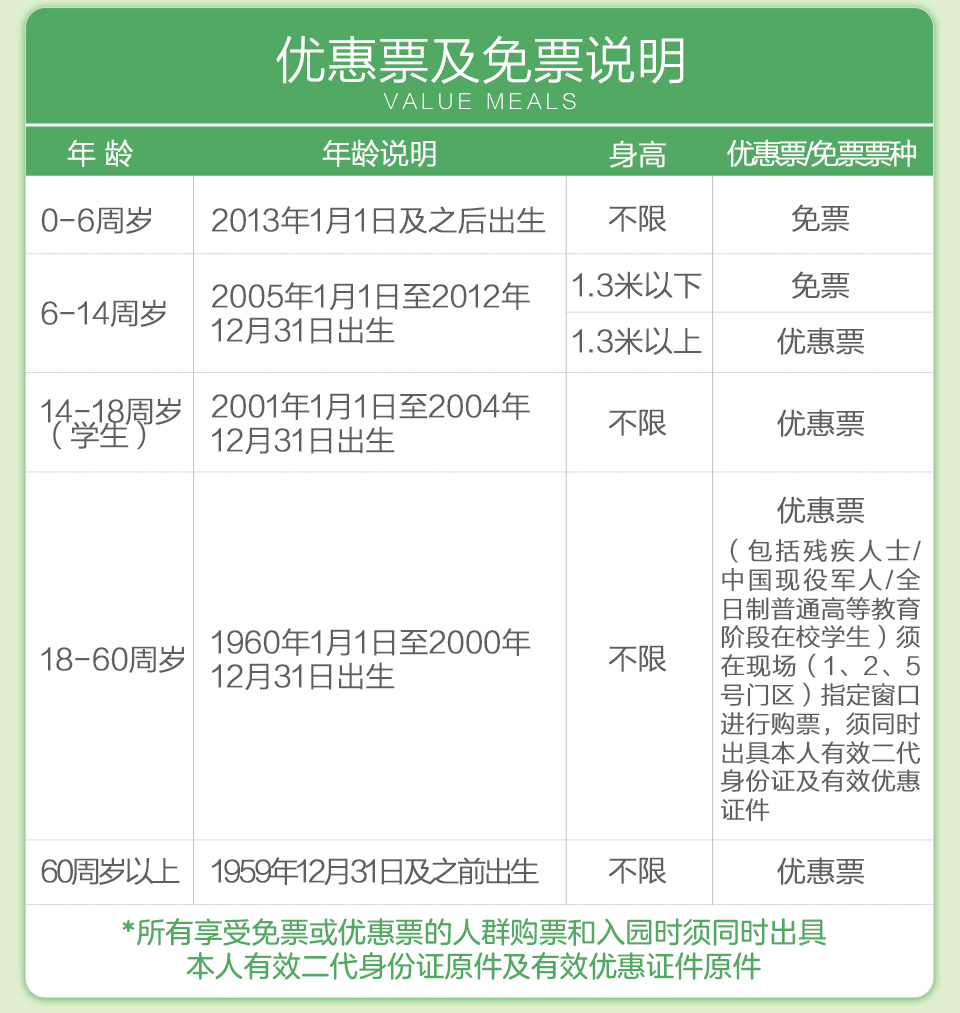 优惠票及免票说明
VALUE MEALS
年 龄 年龄说明 身高 优惠票/免票票种
0-6周岁 2013年1月1日及之后出生 不限 免票
6-14周岁
2005年1月1日至2012年
12月31日出生
1.3米以下 免票
1.3米以上 优惠票
14-18周岁
（学生）
2001年1月1日至2004年
12月31日出生
不限 优惠票
18-60周岁
1960年1月1日至2000年
12月31日出生
不限
优惠票
（包括残疾人士/
中国现役军人/全
日制普通高等教育
阶段在校学生）须
在现场（1、2、5
号门区）指定窗口
进行购票，须同时
出具本人有效二代
身份证及有效优惠
证件
60周岁以上 1959年12月31日及之前出生 不限 优惠票
*所有享受免票或优惠票的人群购票和入园时须同时出具
本人有效二代身份证原件及有效优惠证件原件